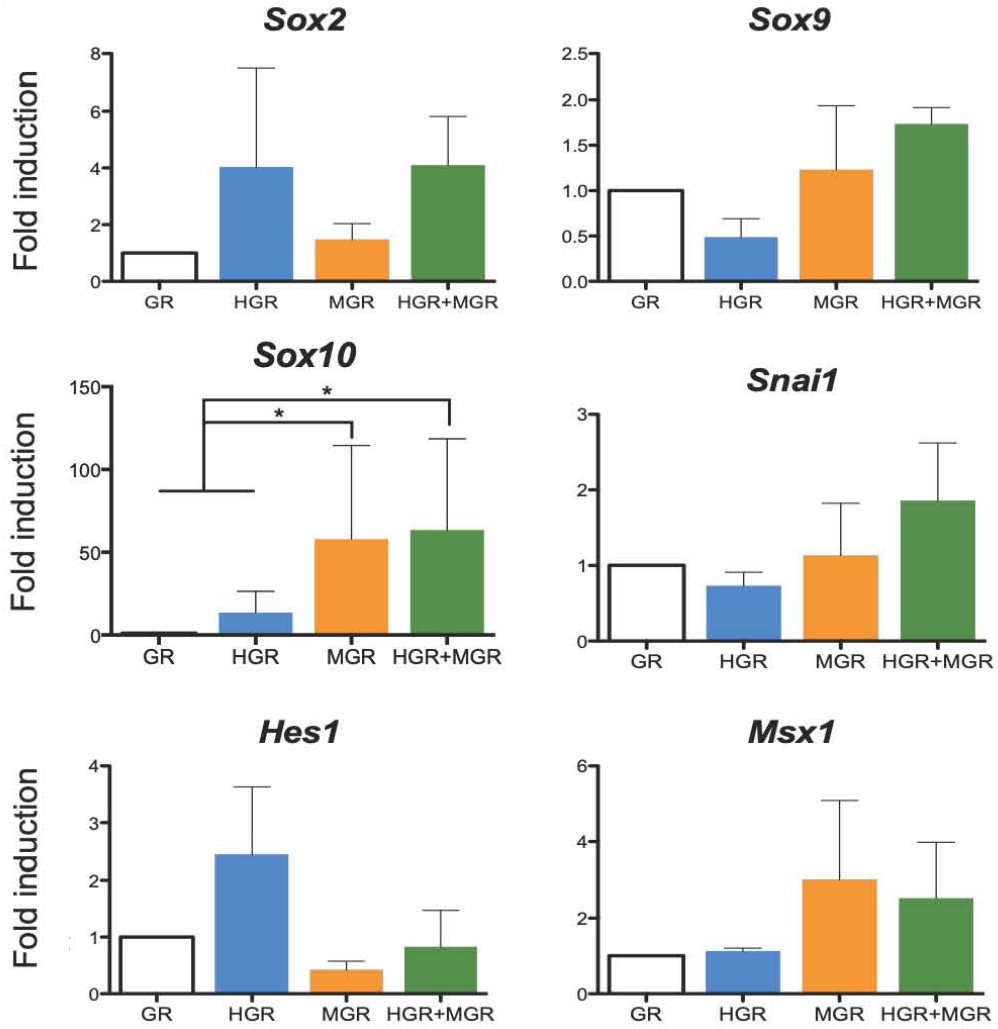 Sox2
Fold induction
8
6
4
2
0
GR HGR MGR HGR+MGR
Sox9
2.5
2.0
1.5
1.0
0.5
0.0
GR HGR MGR HGR+MGR
Sox10
Fold induction
150
100
50
0
* 
*
GR HGR MGR HGR+MGR
Snai1
3
2
1
0
GR HGR MGR HGR+MGR
Hes1
Fold induction
4
3
2
1
0
GR HGR MGR HGR+MGR
Msx1
6
4
2
0
GR HGR MGR HGR+MGR